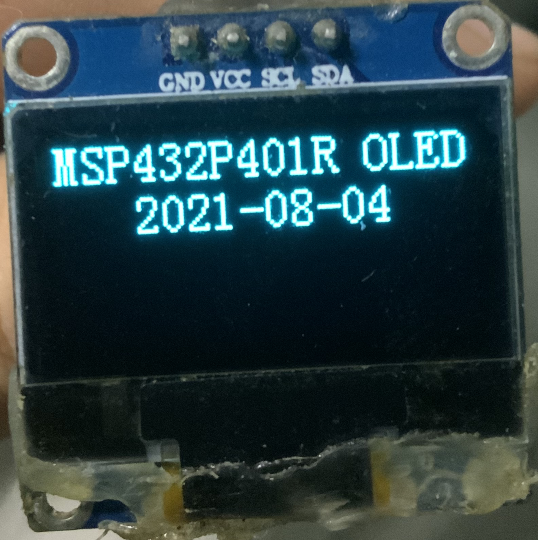 GND VCC SCL SDA
MSP432P401R OLED
2021-08-04